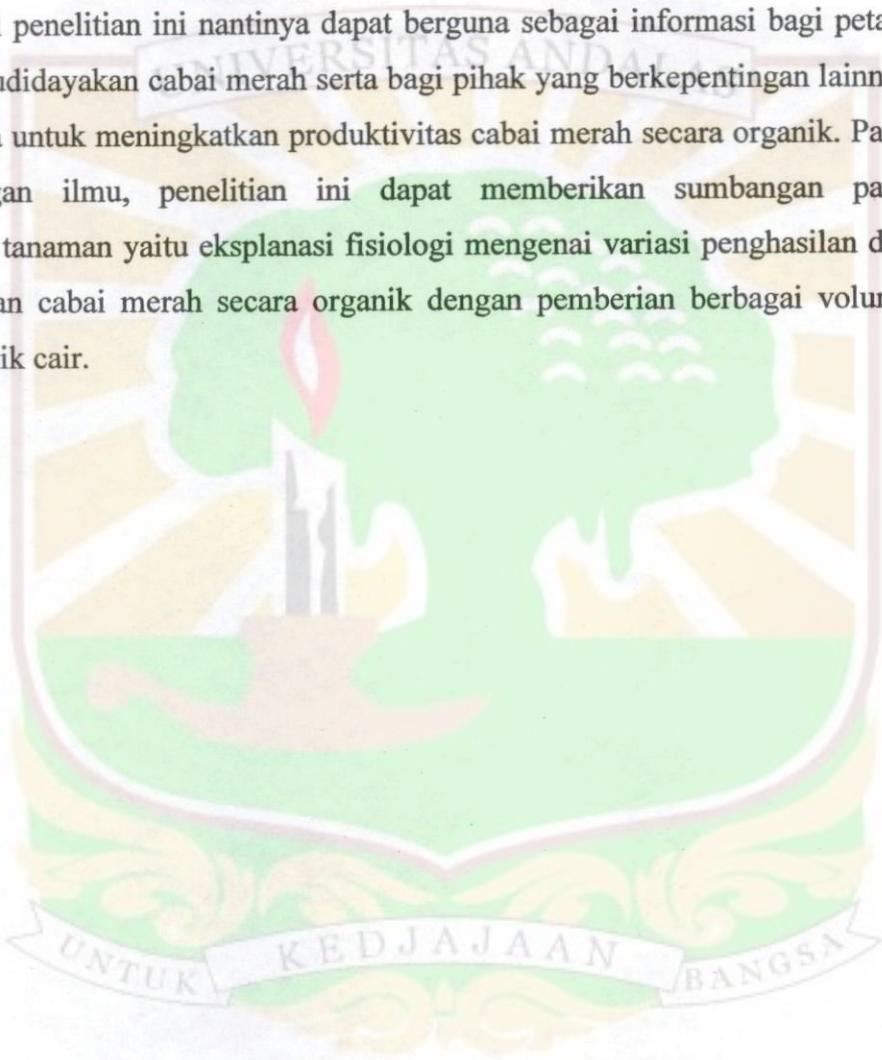 penelitian ini nantinya dapat berguna sebagai informasi bagi peta
udidayakan cabai merah serta bagi pihak yang berkepentingan lainn
untuk meningkatkan produktivitas cabai merah secara organik. Pa
gan ilmu, penelitian ini dapat memberikan sumbangan pa
tanaman yaitu eksplanasi fisiologi mengenai variasi penghasilan d
an cabai merah secara organik dengan pemberian berbagai volu
ik cair.
UNIVERSITAS ANDALAS
UNTUK KEDJAJAAN BANGSA